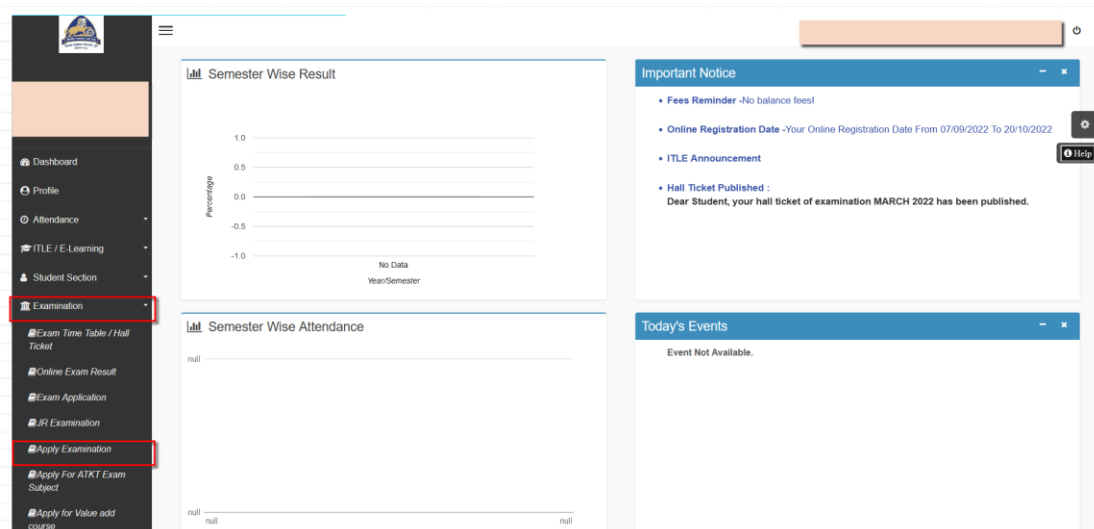 Dashboard
Profile
Attendance
ITLE / E-Learning
Student Section
Examination
Exam Time Table / Hall
Ticket
Online Exam Result
Exam Application
JR Examination
Apply Examination
Apply For ATKT Exam
Subject
Apply for Value add
course
Semester Wise Result
1.0
0.5
0.0
-0.5
-1.0
Percentage
No Data
Year/Semester
Important Notice
Fees Reminder -No balance fees!
Online Registration Date -Your Online Registration Date From 07/09/2022 To 20/10/2022
ITLE Announcement
Hall Ticket Published :
Dear Student, your hall ticket of examination MARCH 2022 has been published.
Help
Semester Wise Attendance
null
null
null
null
Today's Events
Event Not Available.